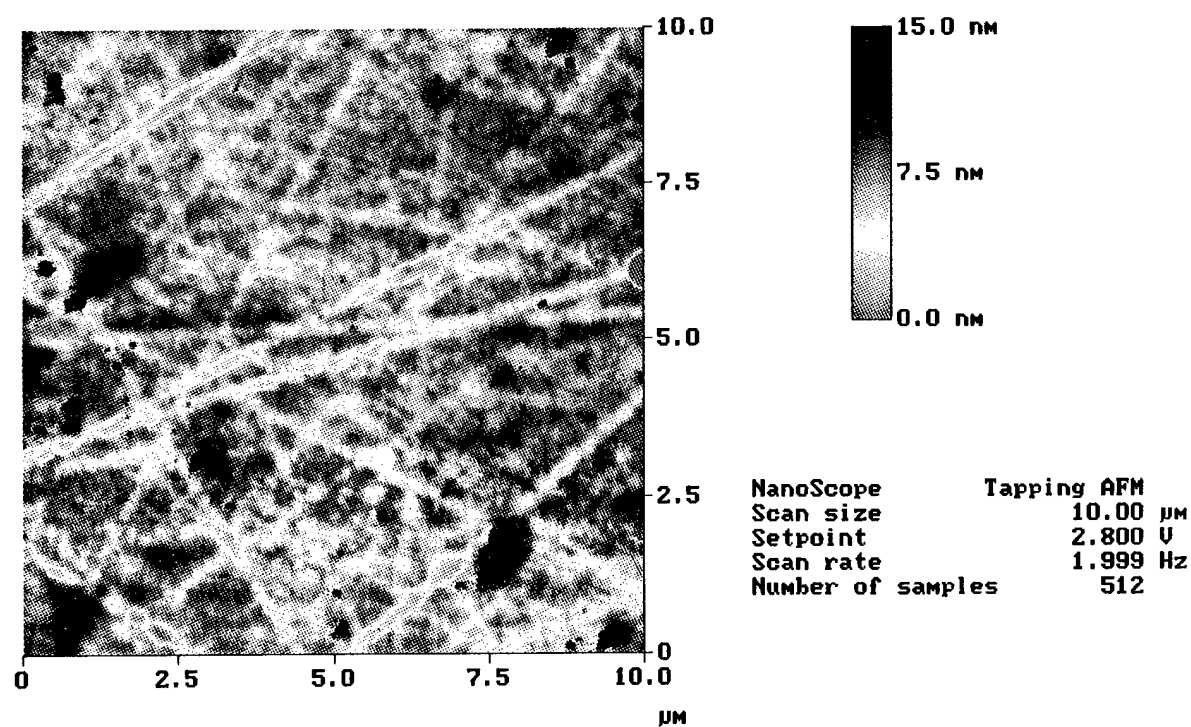 10.0
7.5
5.0
2.5
0
0 2.5 5.0 7.5 10.0
µM
15.0 nM
7.5 nM
0.0 nM
NanoScope Tapping AFM
Scan size 10.00 µM
Setpoint 2.800 V
Scan rate 1.999 Hz
Number of samples 512